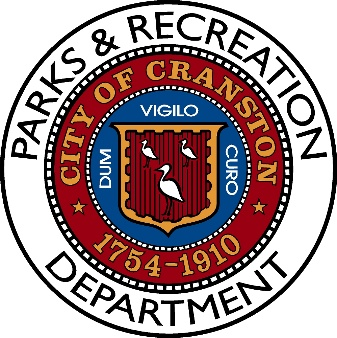 PARKS & RECREATION
DEPARTMENT
CITY OF CRANSTON
1754-1910
DUM
VIGILO
CURO